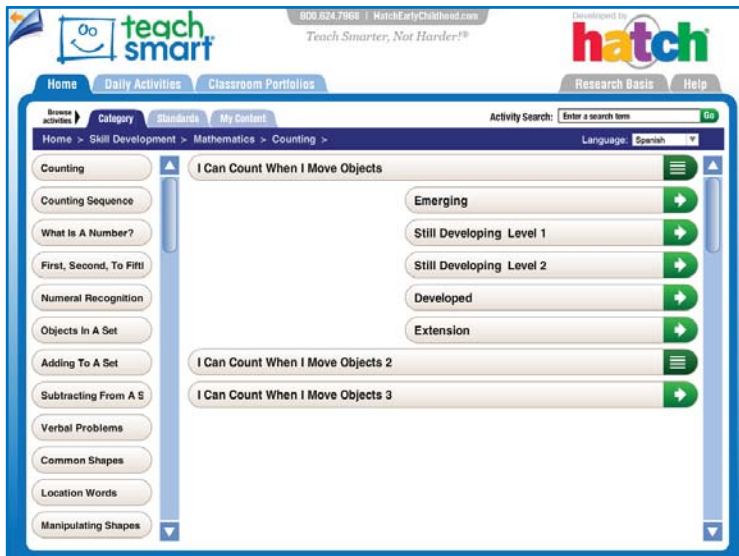 teach smart
800.624.7968 | HatchEarlyChildhood.com
Teach Smarter, Not Harder!®
Developed by
hatch
Home
Daily Activities
Classroom Portfolios
Research Basis
Help
Browse activities
Category
Standards
My Content
Activity Search:
Enter a search term
Go
Home > Skill Development > Mathematics > Counting >
Language: Spanish
Counting
Counting Sequence
What Is A Number?
First, Second, To Fiftl
Numeral Recognition
Objects In A Set
Adding To A Set
Subtracting From A S
Verbal Problems
Common Shapes
Location Words
Manipulating Shapes
I Can Count When I Move Objects
Emerging
Still Developing Level 1
Still Developing Level 2
Developed
Extension
I Can Count When I Move Objects 2
I Can Count When I Move Objects 3